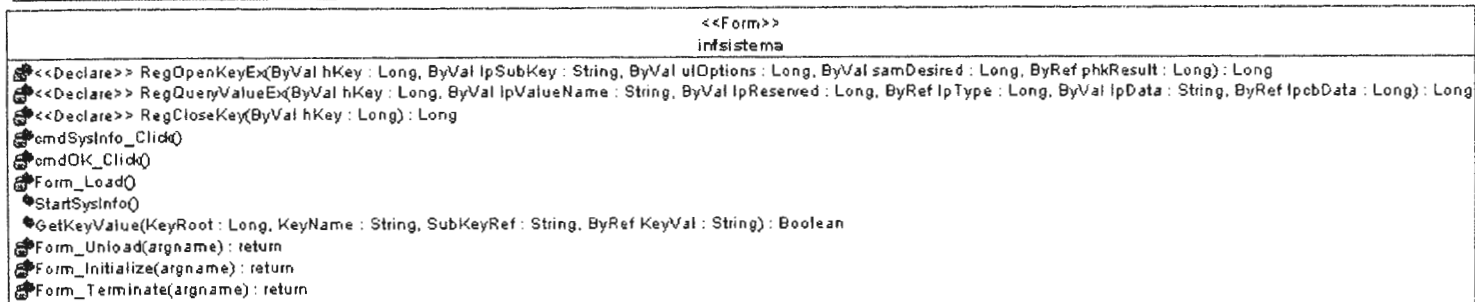 <<Form>>
infsistema
<<Declare>> RegOpenKeyEx(ByVal hKey : Long, ByVal lpSubKey : String, ByVal ulOptions : Long, ByVal samDesired : Long, ByRef phkResult : Long) : Long
<<Declare>> RegQueryValueEx(ByVal hKey : Long, ByVal lpValueName : String, ByVal lpReserved : Long, ByRef lpType : Long, ByVal lpData : String, ByRef lpcbData : Long) : Long
<<Declare>> RegCloseKey(ByVal hKey : Long) : Long
cmdSysInfo_Click()
cmdOK_Click()
Form_Load()
StartSysInfo()
GetKeyValue(KeyRoot : Long, KeyName : String, SubKeyRef : String, ByRef KeyVal : String) : Boolean
Form_Unload(argname) : return
Form_Initialize(argname) : return
Form_Terminate(argname) : return